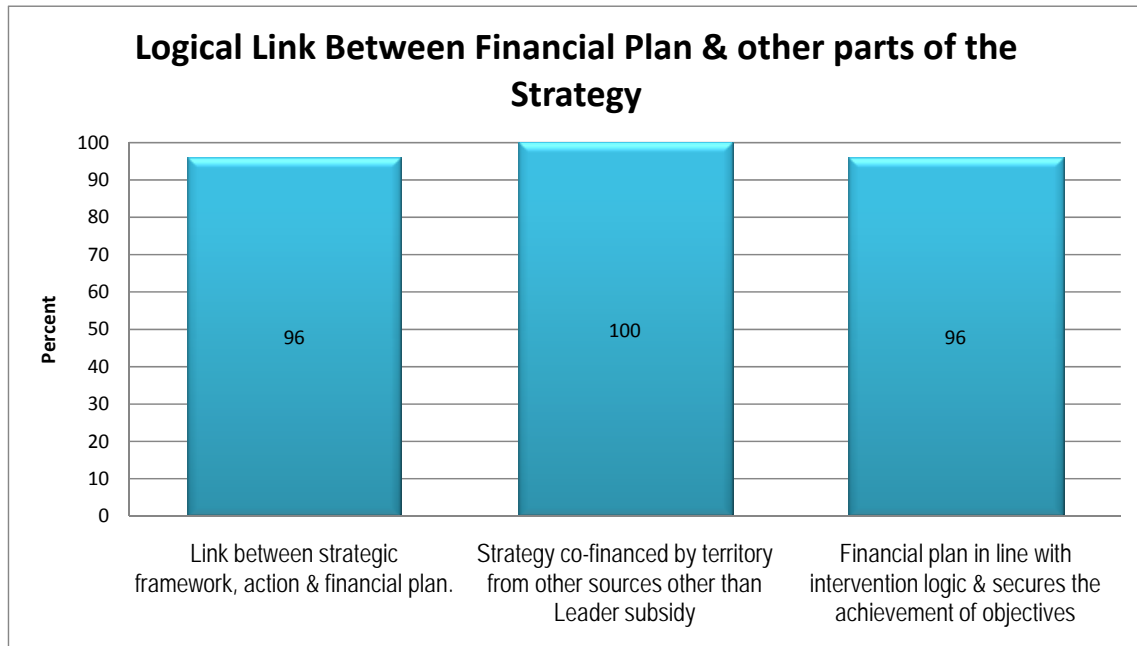 Logical Link Between Financial Plan & other parts of the
Strategy
Percent
100
90
80
70
60
50
40
30
20
10
0
96
100
96
Link between strategic
framework, action & financial plan.
Strategy co-financed by territory
from other sources other than
Leader subsidy
Financial plan in line with
intervention logic & secures the
achievement of objectives